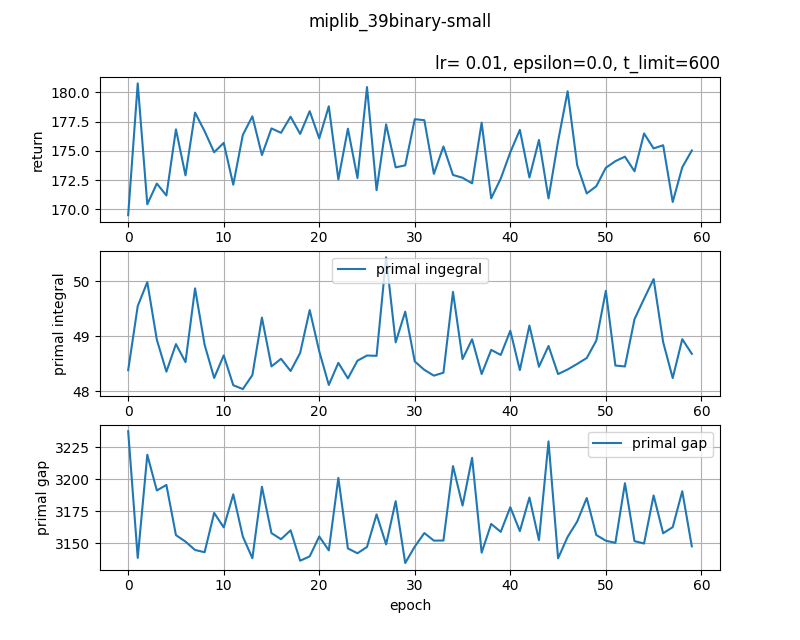 miplib_39binary-small
lr= 0.01, epsilon=0.0, t_limit=600
return
180.0
177.5
175.0
172.5
170.0
0 10 20 30 40 50 60
primal integral
primal ingegral
50
49
48
0 10 20 30 40 50 60
primal gap
primal gap
3225
3200
3175
3150
0 10 20 30 40 50 60
epoch